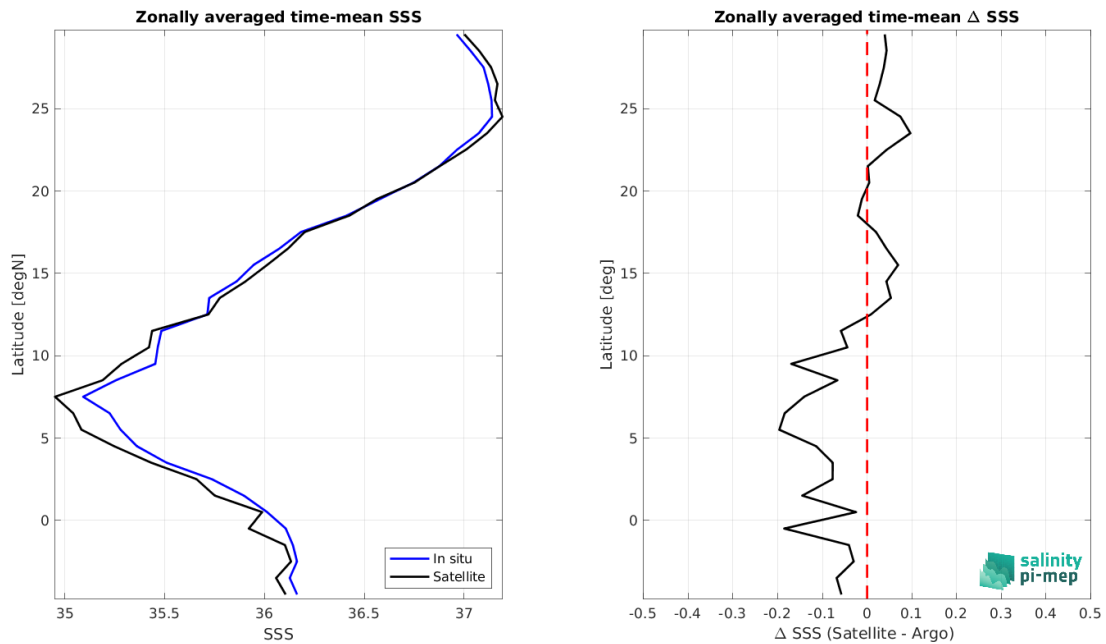 Zonally averaged time-mean SSS
Latitude [degN]
25
20
15
10
5
0
35 35.5 36 36.5 37
SSS
In situ
Satellite
Zonally averaged time-mean Δ SSS
Latitude [deg]
25
20
15
10
5
0
-0.5 -0.4 -0.3 -0.2 -0.1 0 0.1 0.2 0.3 0.4 0.5
Δ SSS (Satellite - Argo)
salinity
pi-mep